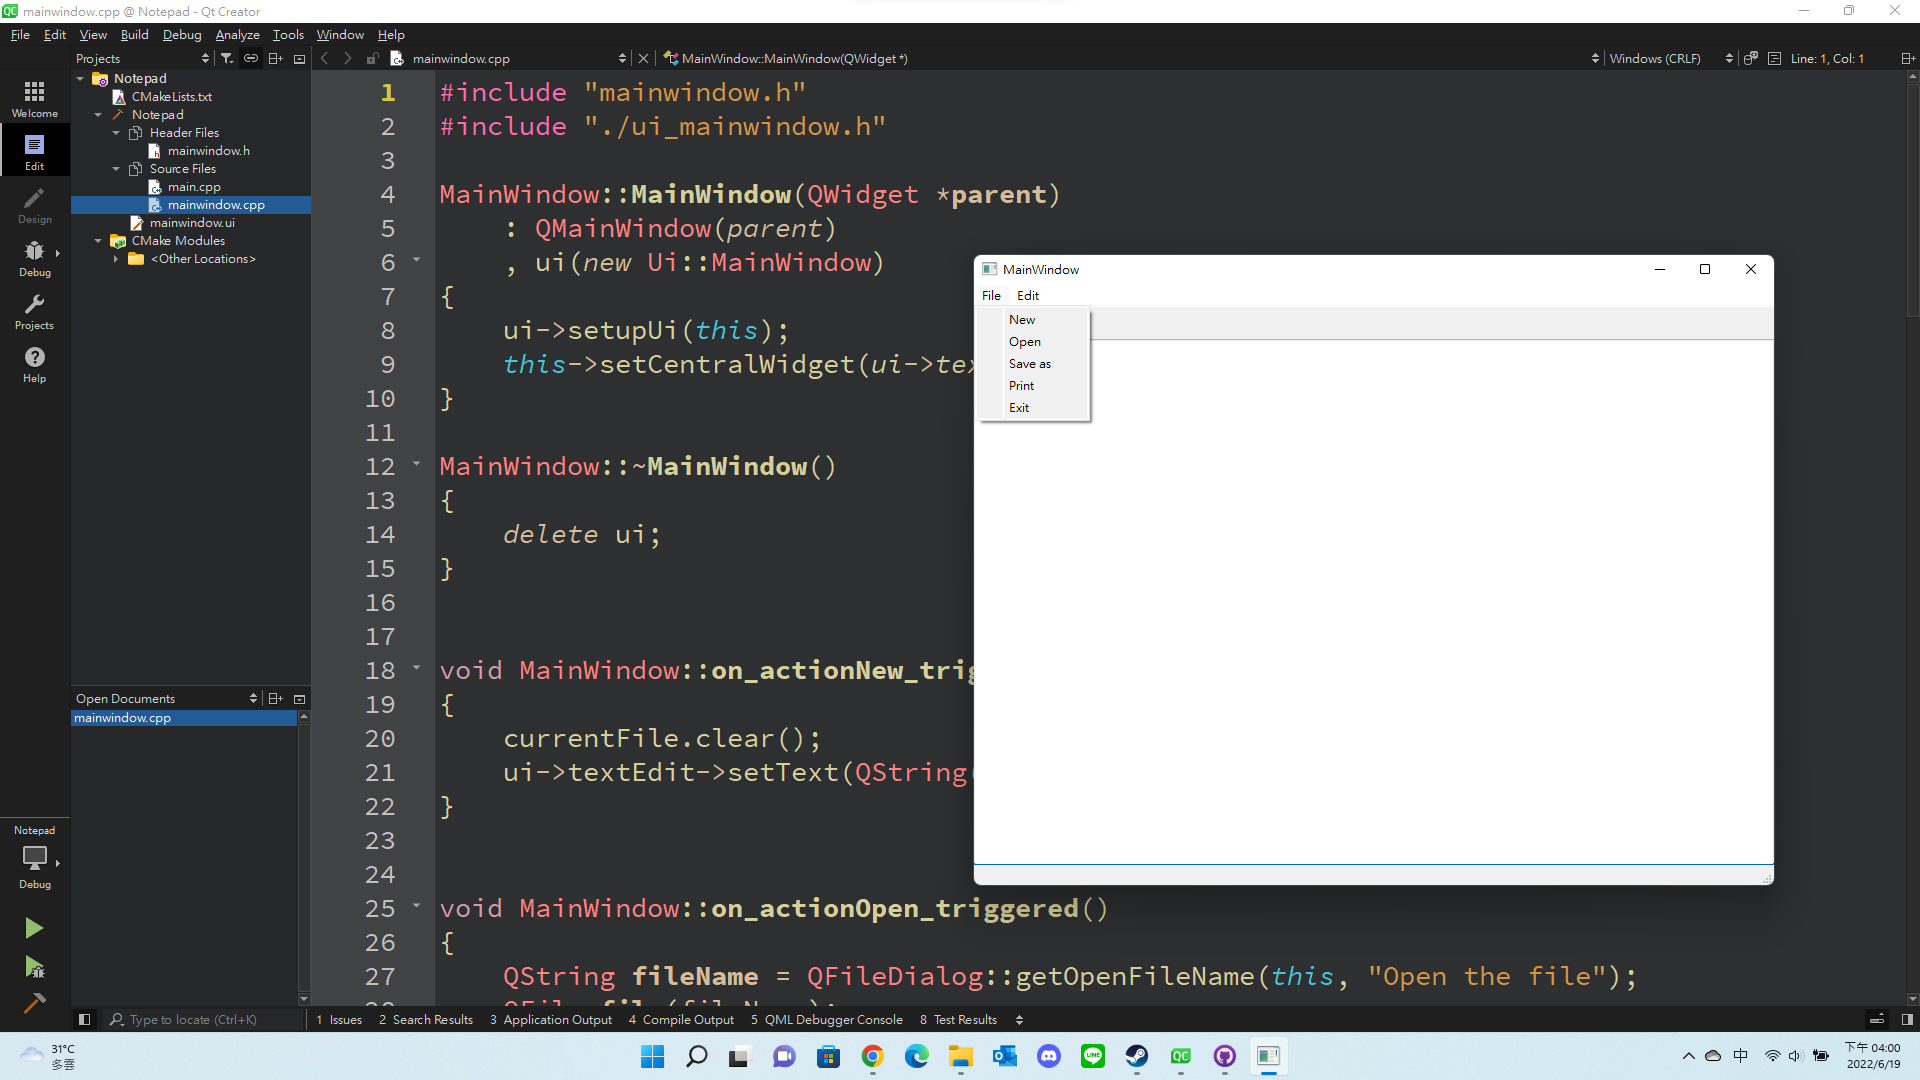 mainwindow.cpp @ Notepad - Qt Creator
File Edit View Build Debug Analyze Tools Window Help
Projects
mainwindow.cpp
MainWindow::MainWindow(QWidget *)
Windows (CRLF)
Line: 1, Col: 1
Welcome
Edit
Design
Debug
Projects
Help
Notepad
CMakeLists.txt
Notepad
Header Files
mainwindow.h
Source Files
main.cpp
mainwindow.cpp
mainwindow.ui
CMake Modules
<Other Locations>
Open Documents
mainwindow.cpp
Notepad
Debug
1 #include "mainwindow.h"
2 #include "./ui_mainwindow.h"
3
4 MainWindow::MainWindow(QWidget *parent)
5 : QMainWindow(parent)
6 , ui(new Ui::MainWindow)
7 {
8 ui->setupUi(this);
9 this->setCentralWidget(ui->tex
10 }
11
12 MainWindow::~MainWindow()
13 {
14 delete ui;
15 }
16
17
18 void MainWindow::on_actionNew_trig
19 {
20 currentFile.clear();
21 ui->textEdit->setText(QString(
22 }
23
24
25 void MainWindow::on_actionOpen_triggered()
26 {
27 QString fileName = QFileDialog::getOpenFileName(this, "Open the file");
MainWindow
File Edit
New
Open
Save as
Print
Exit
Type to locate (Ctrl+K)
1 Issues 2 Search Results 3 Application Output 4 Compile Output 5 QML Debugger Console 8 Test Results
31°C
多雲
中
下午 04:00
2022/6/19